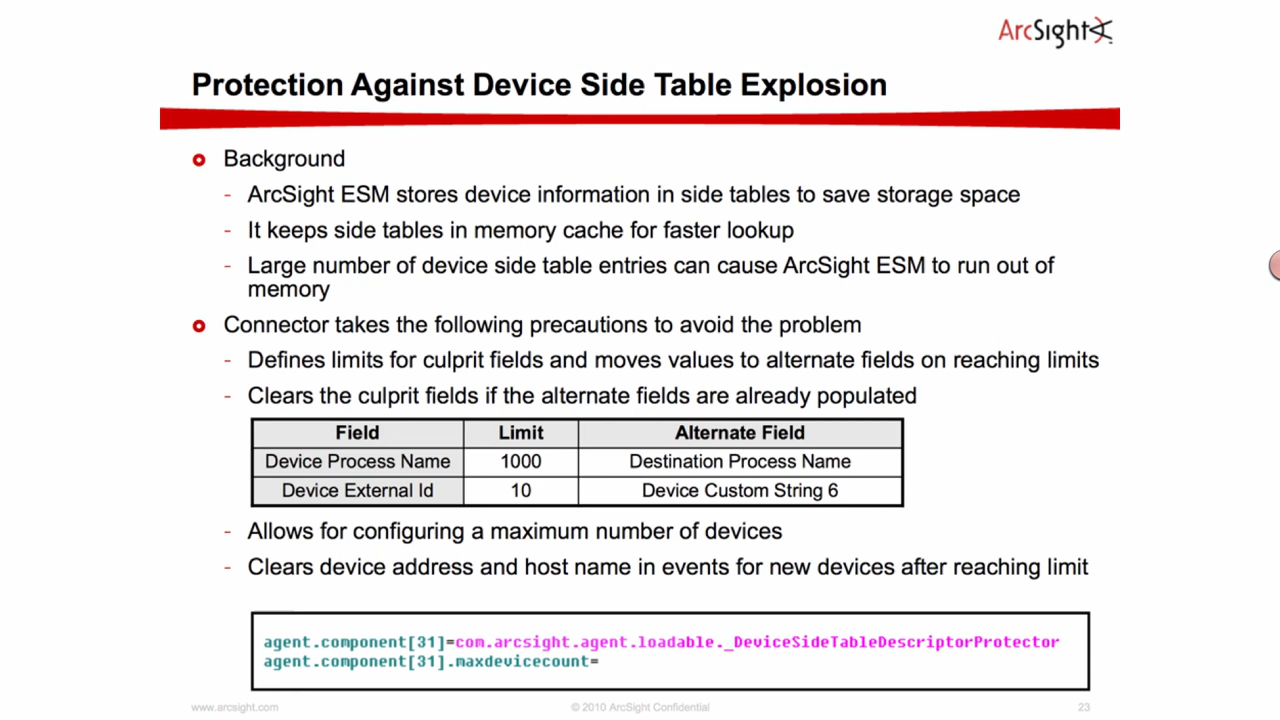 ArcSight
Protection Against Device Side Table Explosion
Background
- ArcSight ESM stores device information in side tables to save storage space
- It keeps side tables in memory cache for faster lookup
- Large number of device side table entries can cause ArcSight ESM to run out of
memory
Connector takes the following precautions to avoid the problem
- Defines limits for culprit fields and moves values to alternate fields on reaching limits
- Clears the culprit fields if the alternate fields are already populated
Field Limit Alternate Field
Device Process Name 1000 Destination Process Name
Device External Id 10 Device Custom String 6
- Allows for configuring a maximum number of devices
- Clears device address and host name in events for new devices after reaching limit
agent.component[31]=com.arcsight.agent.loadable._DeviceSideTableDescriptorProtector
agent.component[31].maxdevicecount=
www.arcsight.com © 2010 ArcSight Confidential 23